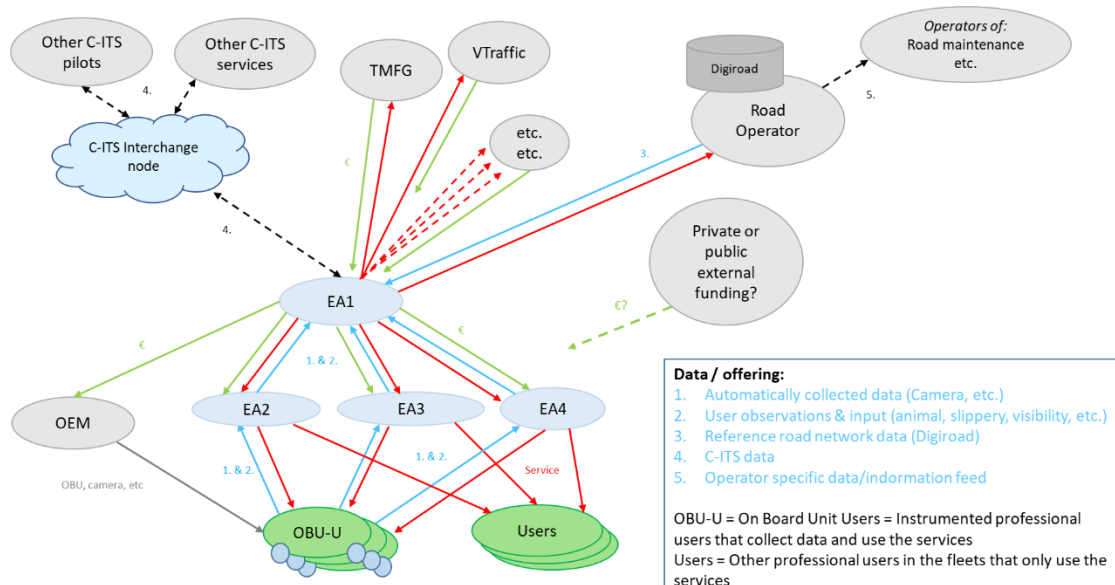 Other C-ITS
pilots
Other C-ITS
services
4.
C-ITS Interchange
node
4.
TMFG
VTraffic
€
etc.
etc.
Digiroad
Road
Operator
3.
5.
Operators of:
Road maintenance
etc.
Private or
public
external
funding?
€?
EA1
€
€
1. & 2.
OEM
EA2
EA3
EA4
OBU, camera, etc
1. & 2.
1. & 2.
Service
OBU-U
Users
Data / offering:
1. Automatically collected data (Camera, etc.)
2. User observations & input (animal, slippery, visibility, etc.)
3. Reference road network data (Digiroad)
4. C-ITS data
5. Operator specific data/indormation feed
OBU-U = On Board Unit Users = Instrumented professional
users that collect data and use the services
Users = Other professional users in the fleets that only use the
services